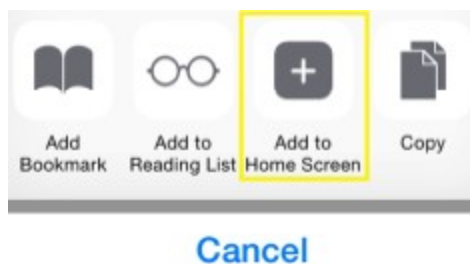 Add Bookmark
Add to Reading List
Add to Home Screen
Copy
Cancel